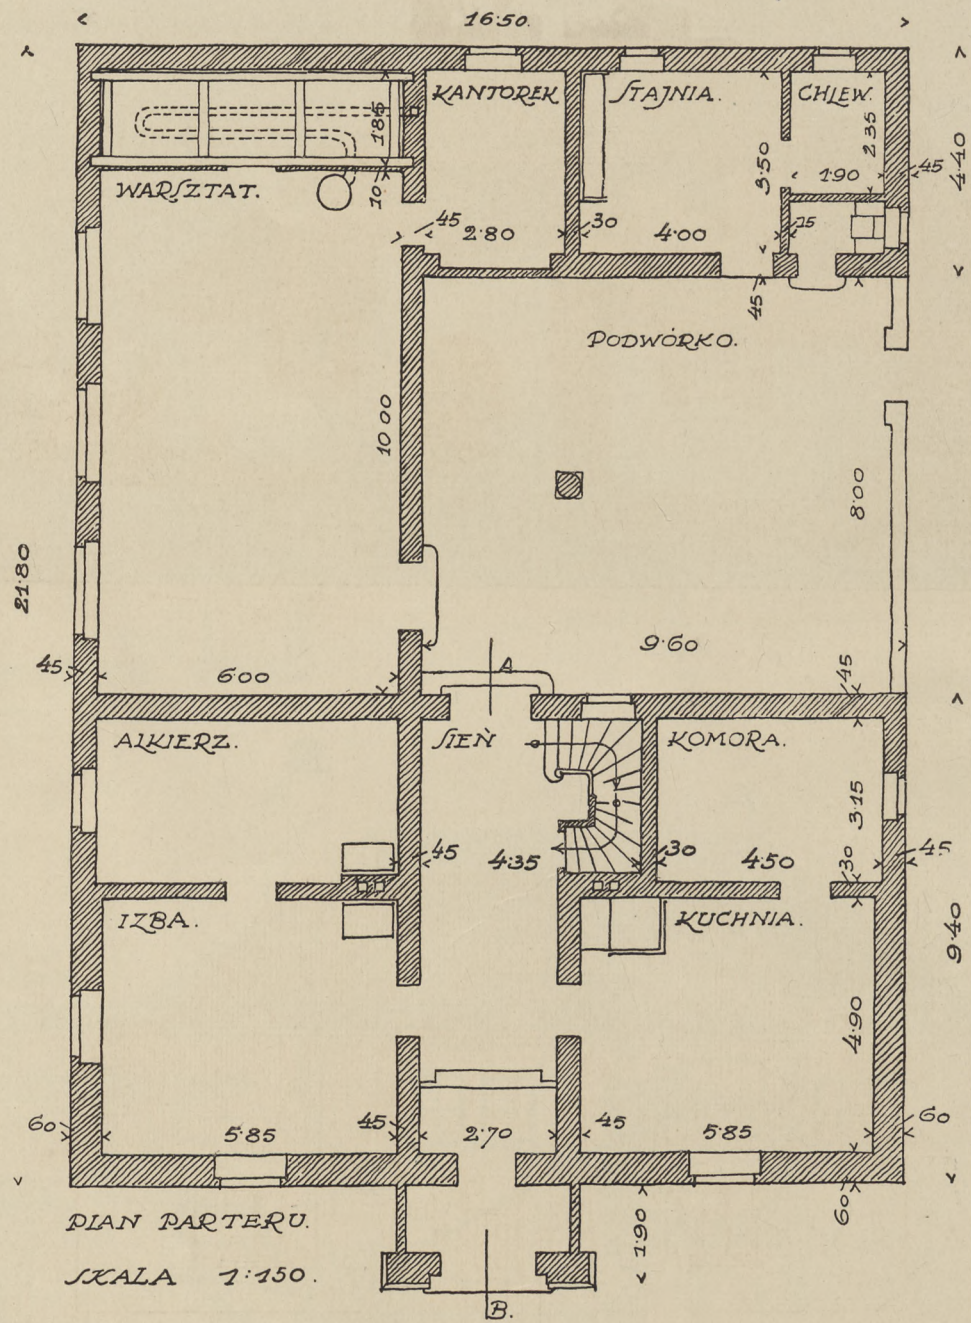 16·50.
KANTOREK
STAJNIA.
CHLEW.
1·85
2 35
3·50
1·90
45
4·40
WARSZTAT.
10
45
2·80
30
4·00
15
45
PODWÓRKO.
10 00
8·00
21·80
9·60
45
6·00
45
A
ALKIERZ.
SIEŃ
KOMORA.
3·15
45
4·35
30
4·50
30
45
IZBA.
KUCHNIA.
9·40
4·90
60
5·85
45
2·70
45
5·85
60
60
1·90
PLAN PARTERU.
SKALA 1:150.
B.